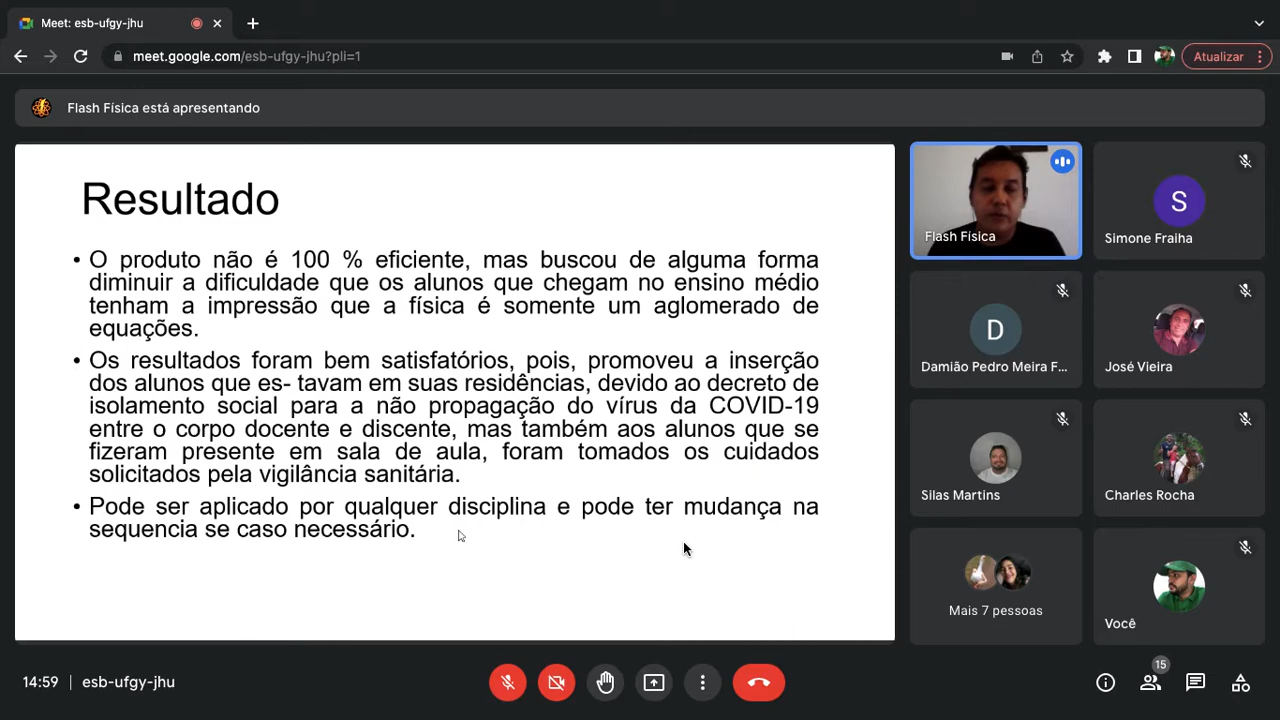 Meet: esb-ufgy-jhu
meet.google.com/esb-ufgy-jhu?pli=1
Atualizar
Flash Física está apresentando
Resultado
• O produto não é 100 % eficiente, mas buscou de alguma forma
diminuir a dificuldade que os alunos que chegam no ensino médio
tenham a impressão que a física é somente um aglomerado de
equações.
• Os resultados foram bem satisfatórios, pois, promoveu a inserção
dos alunos que es- tavam em suas residências, devido ao decreto de
isolamento social para a não propagação do vírus da COVID-19
entre o corpo docente e discente, mas também aos alunos que se
fizeram presente em sala de aula, foram tomados os cuidados
solicitados pela vigilância sanitária.
• Pode ser aplicado por qualquer disciplina e pode ter mudança na
sequencia se caso necessário.
Flash Física
S
Simone Fraiha
D
Damião Pedro Meira F...
José Vieira
Silas Martins
Charles Rocha
Mais 7 pessoas
Você
14:59 | esb-ufgy-jhu
15